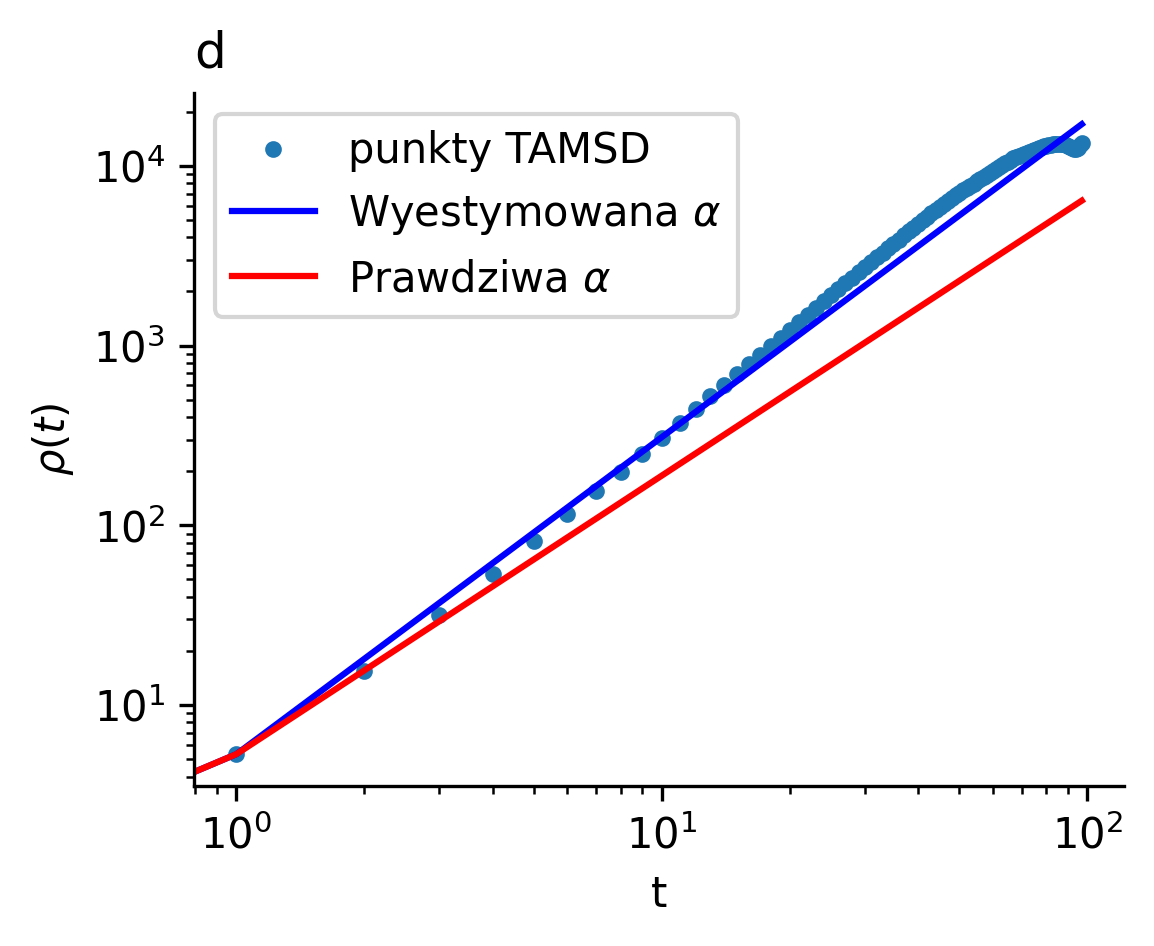 d
punkty TAMSD
Wyestymowana α
Prawdziwa α
10⁴
10³
10²
10¹
ρ(t)
10⁰
10¹
10²
t